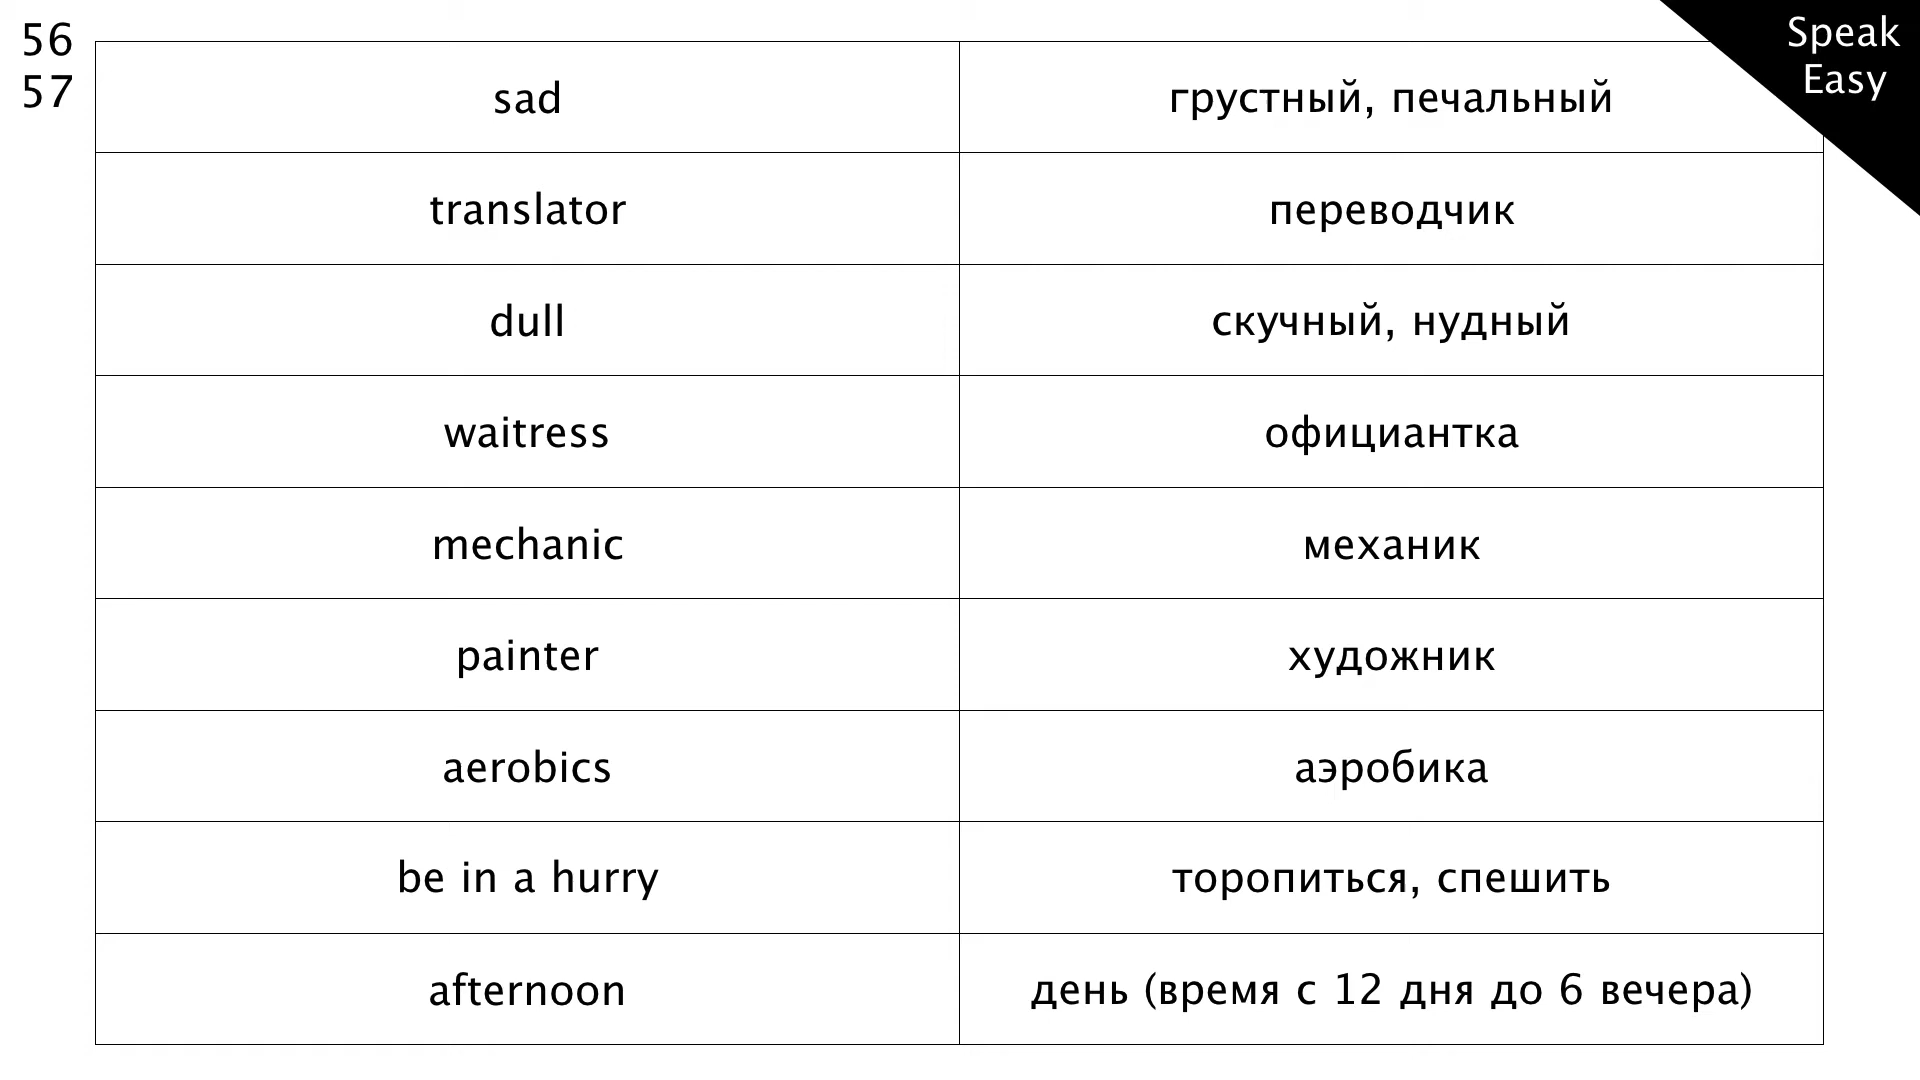 56
57
Speak
Easy
sad грустный, печальный
translator переводчик
dull скучный, нудный
waitress официантка
mechanic механик
painter художник
aerobics аэробика
be in a hurry торопиться, спешить
afternoon день (время с 12 дня до 6 вечера)